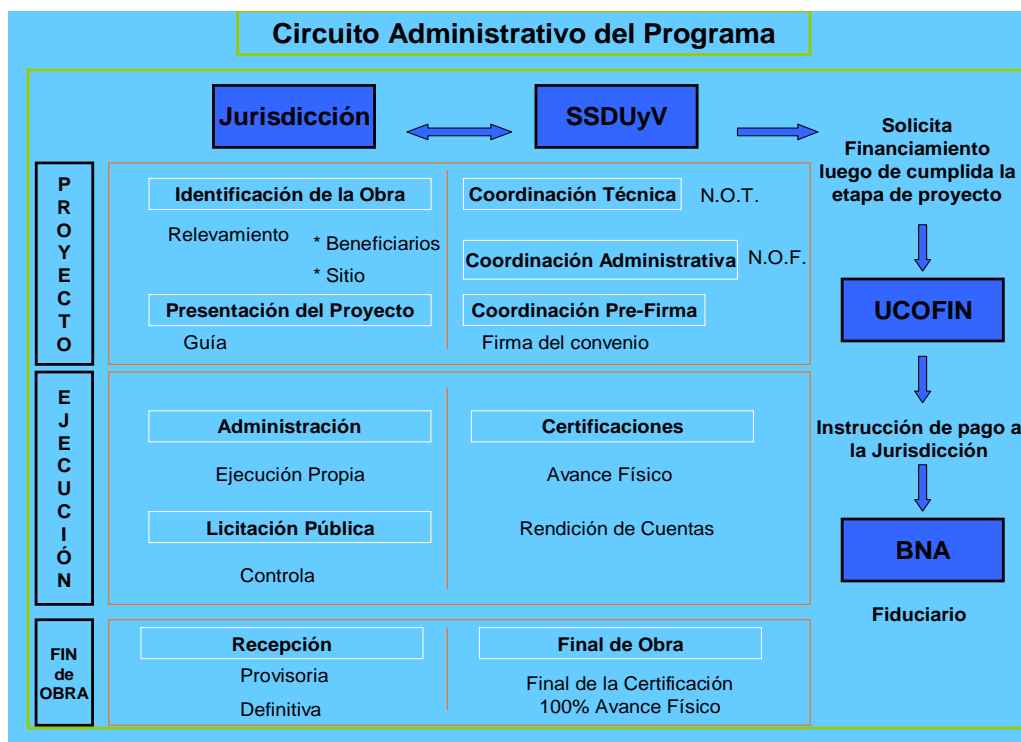 Circuito Administrativo del Programa
Jurisdicción
SSDUyV
Solicita
Financiamiento
luego de cumplida la
etapa de proyecto
UCOFIN
Instrucción de pago a
la Jurisdicción
BNA
Fiduciario
PROYECTO
Identificación de la Obra
Relevamiento
* Beneficiarios
* Sitio
Presentación del Proyecto
Guía
Coordinación Técnica
N.O.T.
Coordinación Administrativa
N.O.F.
Coordinación Pre-Firma
Firma del convenio
EJECUCIÓN
Administración
Ejecución Propia
Licitación Pública
Controla
Certificaciones
Avance Físico
Rendición de Cuentas
FIN
de
OBRA
Recepción
Provisoria
Definitiva
Final de Obra
Final de la Certificación
100% Avance Físico